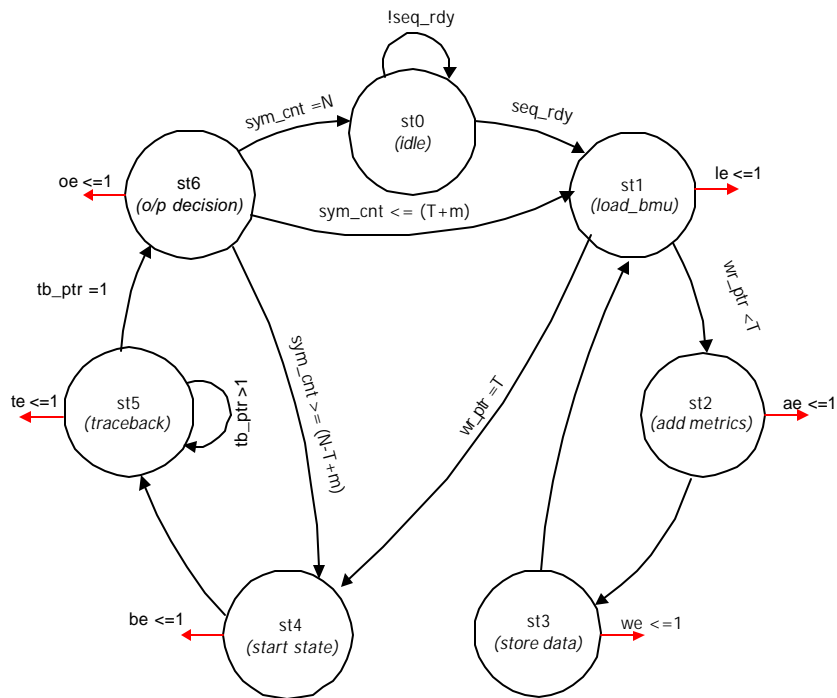 !seq_rdy
sym_cnt =N
st0
(idle)
seq_rdy
oe <=1
st6
(o/p decision)
sym_cnt <= (T+m)
st1
(load_bmu)
le <=1
tb_ptr =1
sym_cnt >= (N-T+m)
wr_ptr =T
wr_ptr <T
te <=1
st5
(traceback)
tb_ptr >1
st2
(add metrics)
ae <=1
be <=1
st4
(start state)
st3
(store data)
we <=1